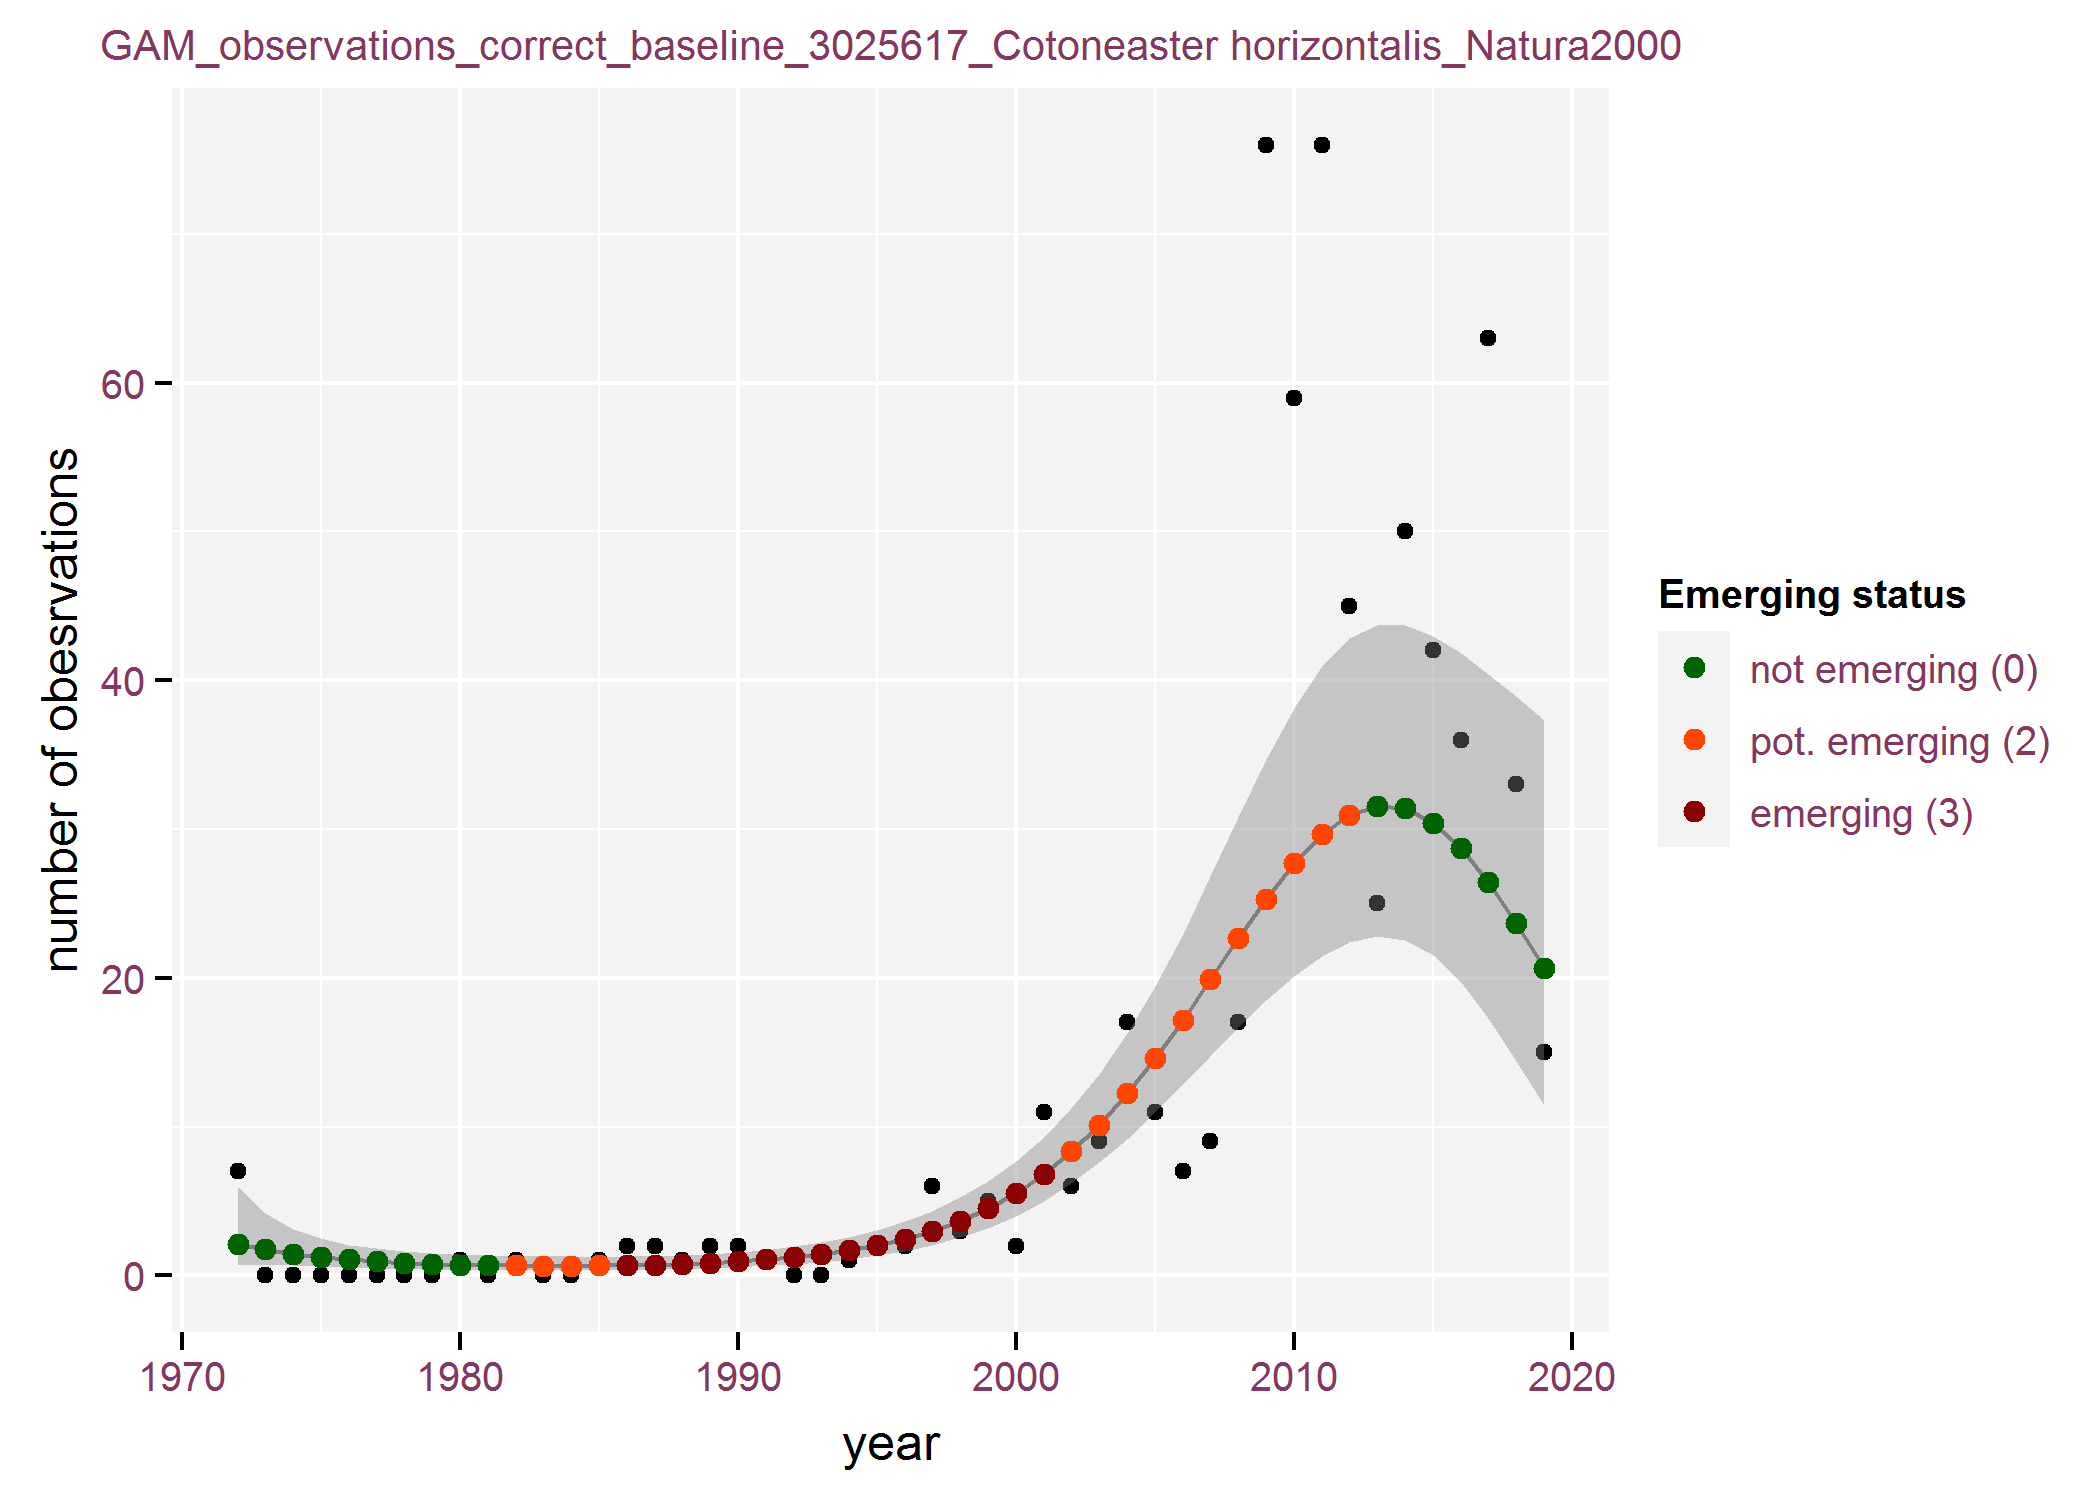 GAM_observations_correct_baseline_3025617_Cotoneaster horizontalis_Natura2000
number of obesrvations
60
40
20
0
1970 1980 1990 2000 2010 2020
year
Emerging status
not emerging (0)
pot. emerging (2)
emerging (3)